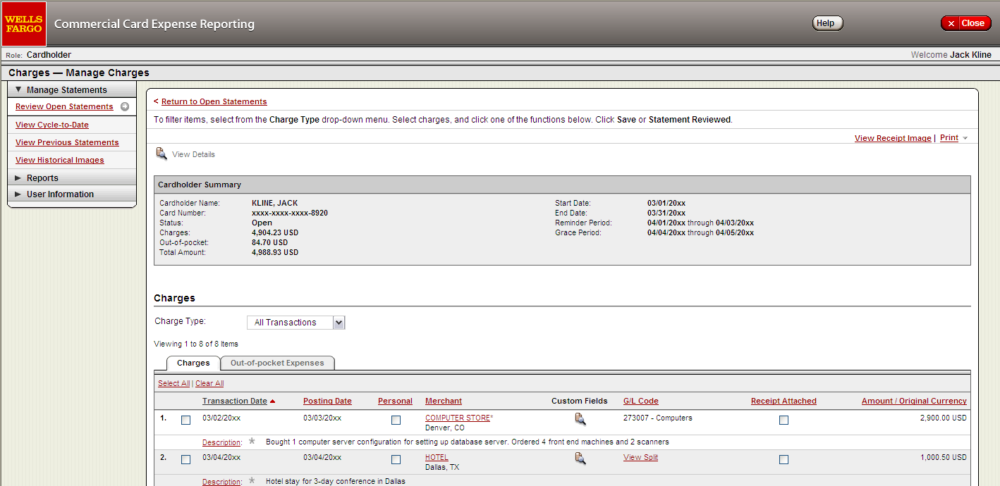 WELLS
FARGO
Commercial Card Expense Reporting
Help
× Close
Role: Cardholder
Welcome Jack Kline
Charges — Manage Charges
▼ Manage Statements
Review Open Statements
View Cycle-to-Date
View Previous Statements
View Historical Images
► Reports
► User Information
< Return to Open Statements
To filter items, select from the Charge Type drop-down menu. Select charges, and click one of the functions below. Click Save or Statement Reviewed.
View Receipt Image | Print
View Details
Cardholder Summary
Cardholder Name: KLINE, JACK
Card Number: xxxx-xxxx-xxxx-8920
Status: Open
Charges: 4,904.23 USD
Out-of-pocket: 84.70 USD
Total Amount: 4,988.93 USD
Start Date: 03/01/20xx
End Date: 03/31/20xx
Reminder Period: 04/01/20xx through 04/03/20xx
Grace Period: 04/04/20xx through 04/05/20xx
Charges
Charge Type: All Transactions
Viewing 1 to 8 of 8 Items
Charges Out-of-pocket Expenses
Select All | Clear All
Transaction Date Posting Date Personal Merchant Custom Fields G/L Code Receipt Attached Amount / Original Currency
1. 03/02/20xx 03/03/20xx COMPUTER STORE* 273007 - Computers 2,900.00 USD
Denver, CO
Description: * Bought 1 computer server configuration for setting up database server. Ordered 4 front end machines and 2 scanners
2. 03/04/20xx 03/04/20xx HOTEL View Split 1,000.50 USD
Dallas, TX
Description: * Hotel stay for 3-day conference in Dallas